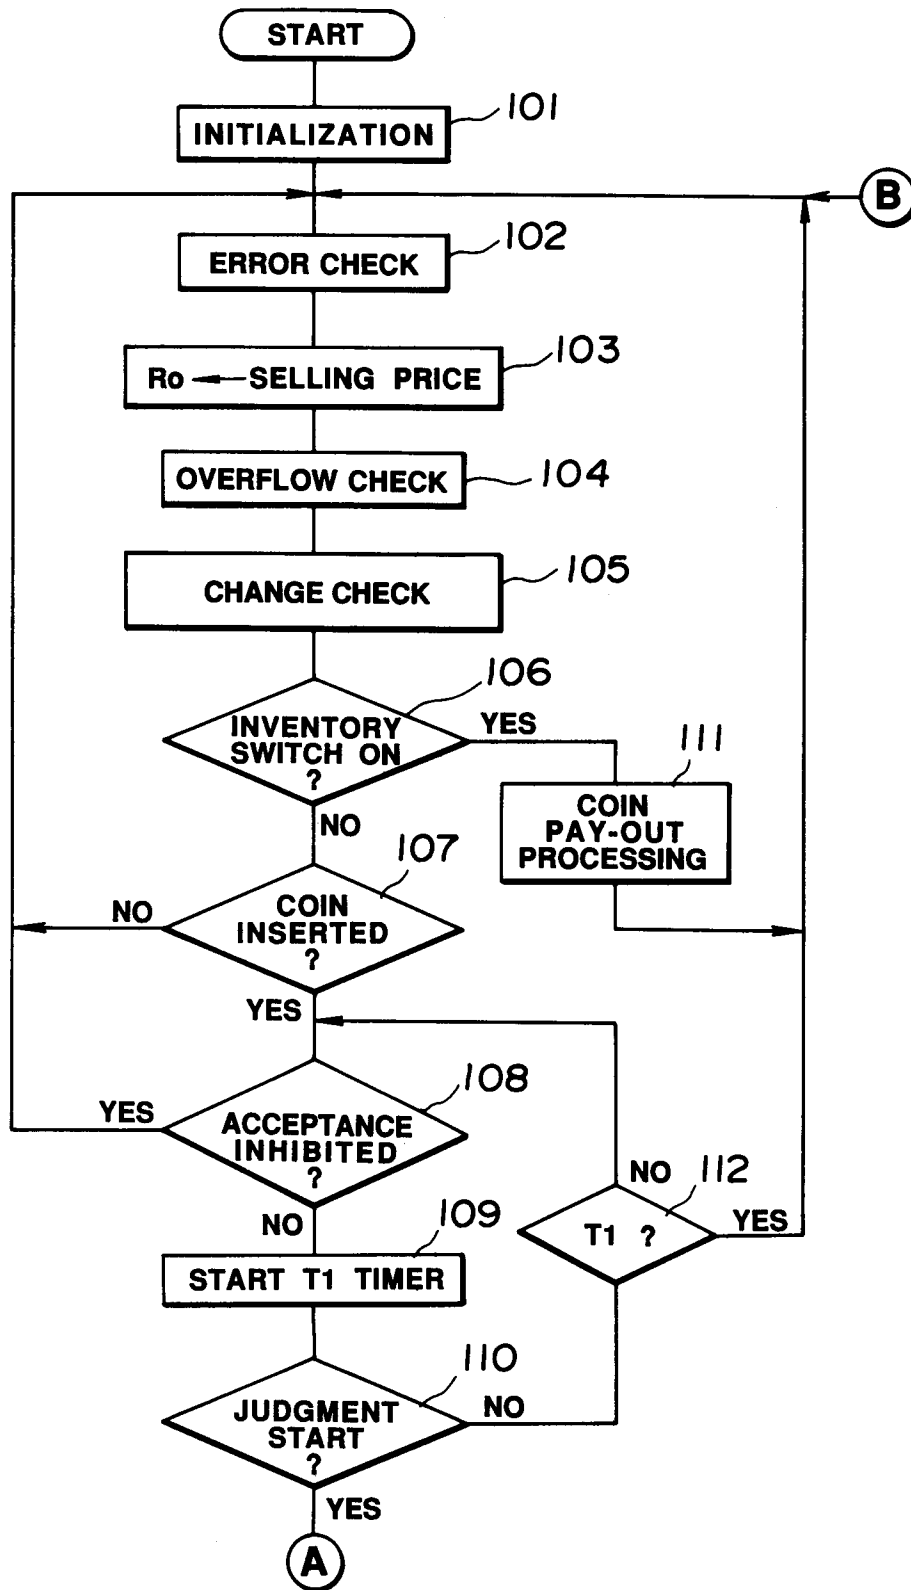 START
101
INITIALIZATION
B
102
ERROR CHECK
103
Ro ← SELLING PRICE
OVERFLOW CHECK
104
CHANGE CHECK
105
106
INVENTORY
SWITCH ON
?
YES
NO
111
COIN
PAY-OUT
PROCESSING
107
COIN
INSERTED
?
NO
YES
108
ACCEPTANCE
INHIBITED
?
YES
NO
109
START T1 TIMER
112
T1 ?
NO
YES
110
JUDGMENT
START
?
NO
YES
A